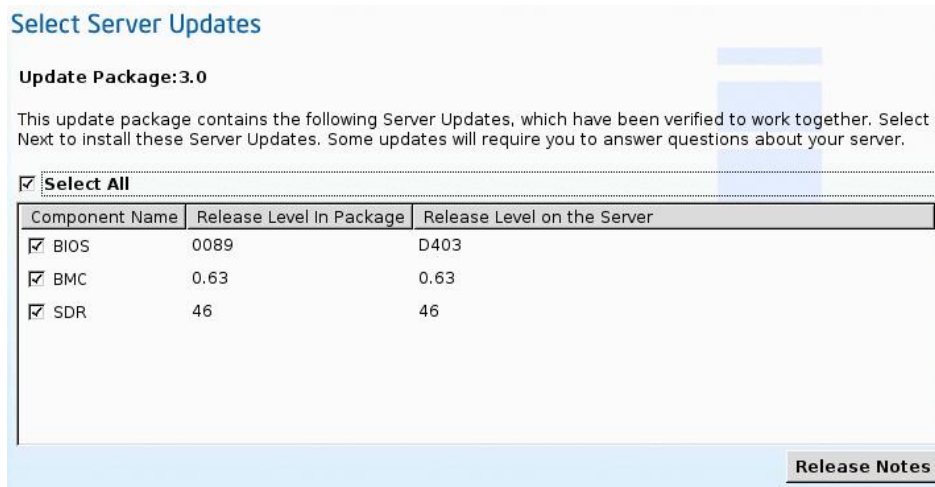 Select Server Updates
Update Package:3.0
This update package contains the following Server Updates, which have been verified to work together. Select
Next to install these Server Updates. Some updates will require you to answer questions about your server.
Select All
Component Name Release Level In Package Release Level on the Server
BIOS 0089 D403
BMC 0.63 0.63
SDR 46 46
Release Notes